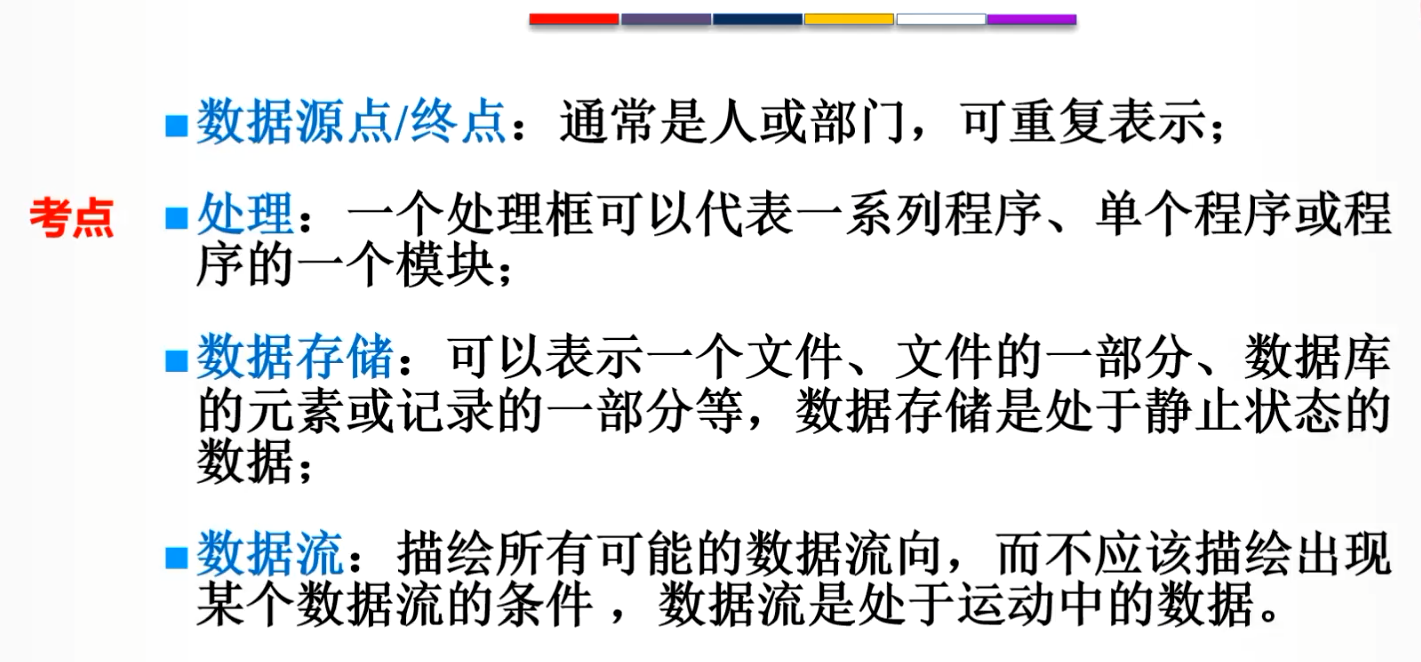 数据源点/终点：通常是人或部门，可重复表示；
考点
处理：一个处理框可以代表一系列程序、单个程序或程
序的一个模块；
数据存储：可以表示一个文件、文件的一部分、数据库
的元素或记录的一部分等，数据存储是处于静止状态的
数据；
数据流：描绘所有可能的数据流向，而不应该描绘出现
某个数据流的条件 ，数据流是处于运动中的数据。